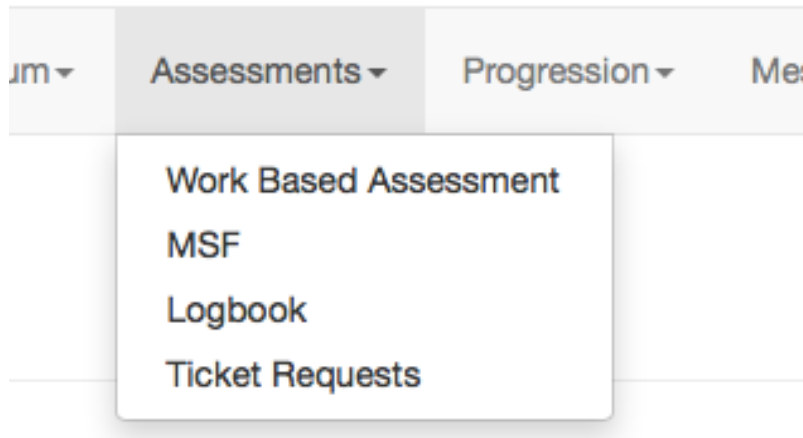 Assessments Progression
Work Based Assessment
MSF
Logbook
Ticket Requests